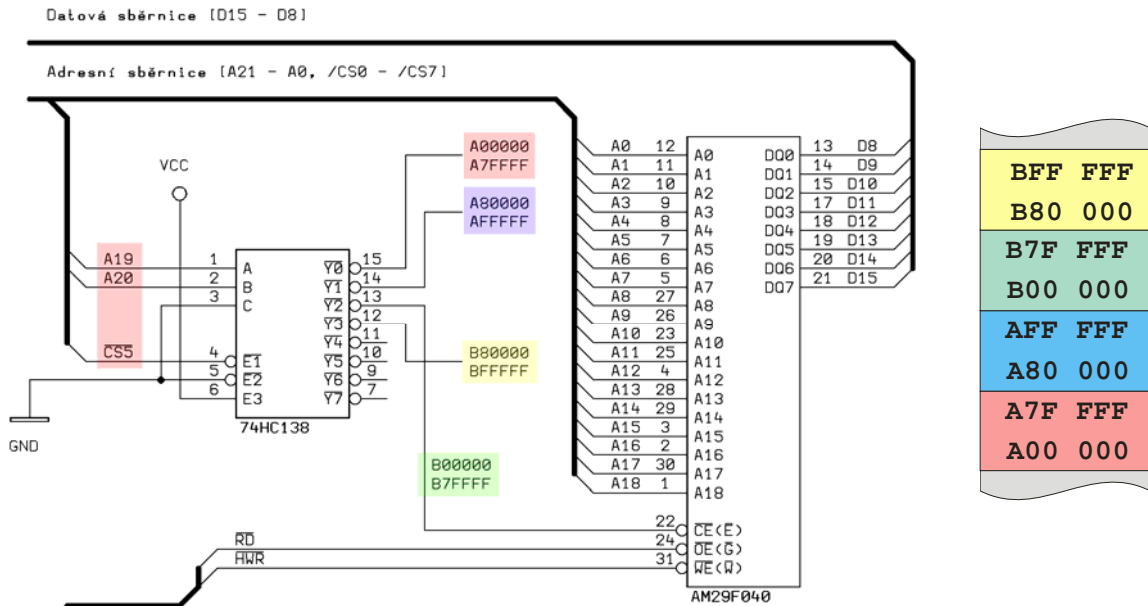 Datová sběrnice [D15 - D8]
Adresní sběrnice [A21 - A0, /CS0 - /CS7]
VCC
A19
A20
CS5
GND
1
2
3
4
5
6
A
B
C
E1
E2
E3
Y0
Y1
Y2
Y3
Y4
Y5
Y6
Y7
15
14
13
12
11
10
9
7
74HC138
A00000
A7FFFF
A80000
AFFFFF
B80000
BFFFFF
B00000
B7FFFF
RD
HWR
A0 12 A0
A1 11 A1
A2 10 A2
A3 9 A3
A4 8 A4
A5 7 A5
A6 6 A6
A7 5 A7
A8 27 A8
A9 26 A9
A10 23 A10
A11 25 A11
A12 4 A12
A13 28 A13
A14 29 A14
A15 3 A15
A16 2 A16
A17 30 A17
A18 1 A18
22 CE(E)
24 OE(G)
31 WE(W)
DQ0 13 D8
DQ1 14 D9
DQ2 15 D10
DQ3 17 D11
DQ4 18 D12
DQ5 19 D13
DQ6 20 D14
DQ7 21 D15
AM29F040
BFF FFF
B80 000
B7F FFF
B00 000
AFF FFF
A80 000
A7F FFF
A00 000